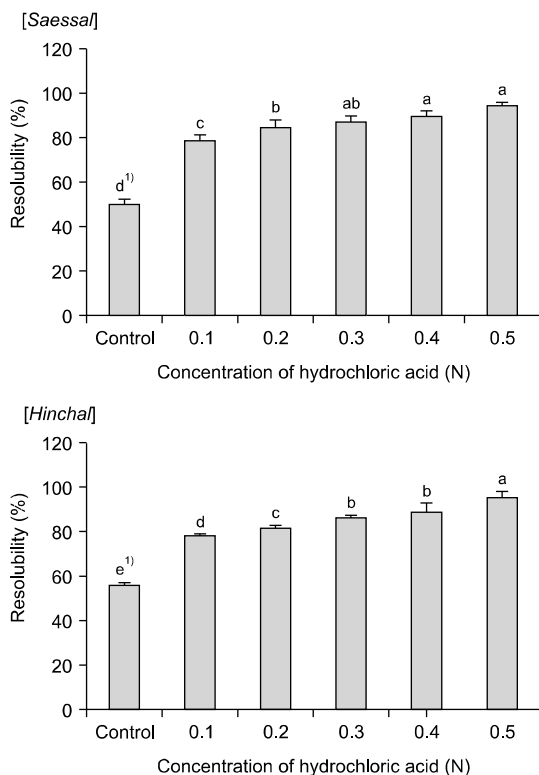 [Saessal]
120
100
80
60
40
20
0
Resolubility (%)
d1)
c
b
ab
a
a
Control 0.1 0.2 0.3 0.4 0.5
Concentration of hydrochloric acid (N)
[Hinchal]
120
100
80
60
40
20
0
Resolubility (%)
e1)
d
c
b
b
a
Control 0.1 0.2 0.3 0.4 0.5
Concentration of hydrochloric acid (N)